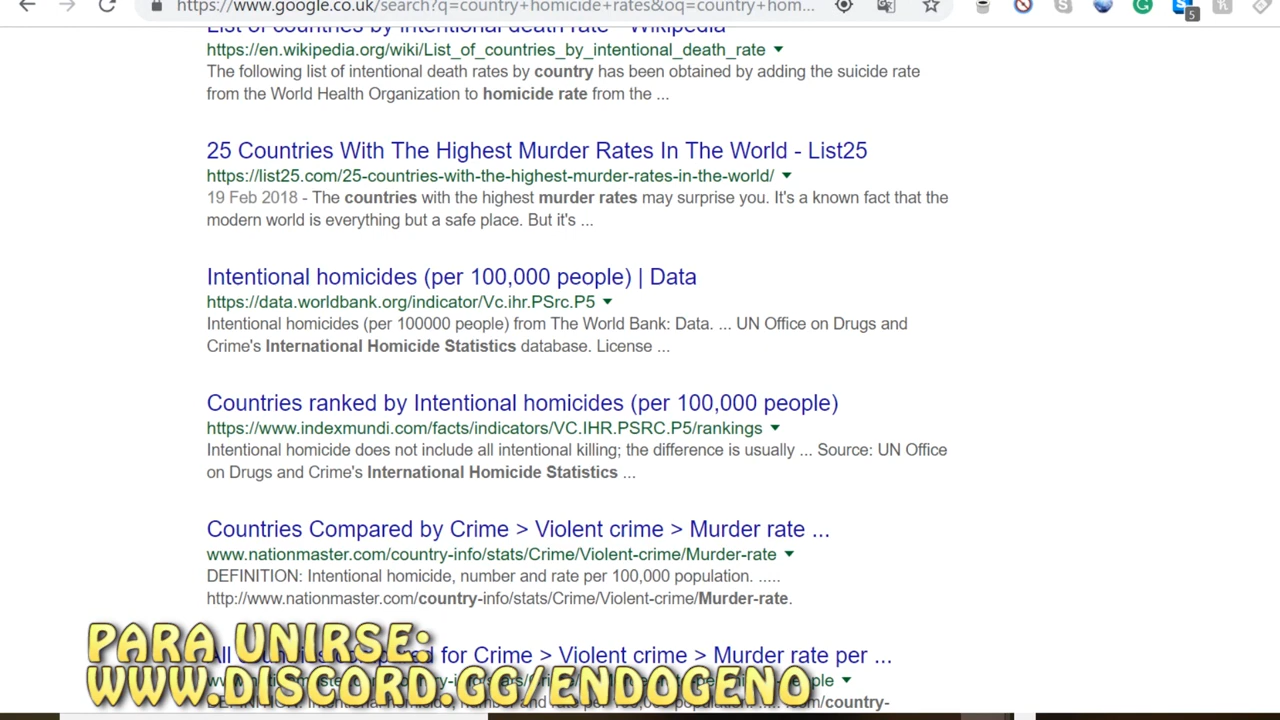 https://www.google.co.uk/search?q=country+homicide+rates&oq=country+hom...
5
List of countries by intentional death rate - Wikipedia
https://en.wikipedia.org/wiki/List_of_countries_by_intentional_death_rate
The following list of intentional death rates by country has been obtained by adding the suicide rate
from the World Health Organization to homicide rate from the ...
25 Countries With The Highest Murder Rates In The World - List25
https://list25.com/25-countries-with-the-highest-murder-rates-in-the-world/
19 Feb 2018 - The countries with the highest murder rates may surprise you. It's a known fact that the
modern world is everything but a safe place. But it's ...
Intentional homicides (per 100,000 people) | Data
https://data.worldbank.org/indicator/Vc.ihr.PSrc.P5
Intentional homicides (per 100000 people) from The World Bank: Data. ... UN Office on Drugs and
Crime's International Homicide Statistics database. License ...
Countries ranked by Intentional homicides (per 100,000 people)
https://www.indexmundi.com/facts/indicators/VC.IHR.PSRC.P5/rankings
Intentional homicide does not include all intentional killing; the difference is usually ... Source: UN Office
on Drugs and Crime's International Homicide Statistics ...
Countries Compared by Crime > Violent crime > Murder rate ...
www.nationmaster.com/country-info/stats/Crime/Violent-crime/Murder-rate
DEFINITION: Intentional homicide, number and rate per 100,000 population. .....
http://www.nationmaster.com/country-info/stats/Crime/Violent-crime/Murder-rate.
PARA UNIRSE:
All for Crime > Violent crime > Murder rate per ...
WWW.DISCORD.GG/ENDOGENO